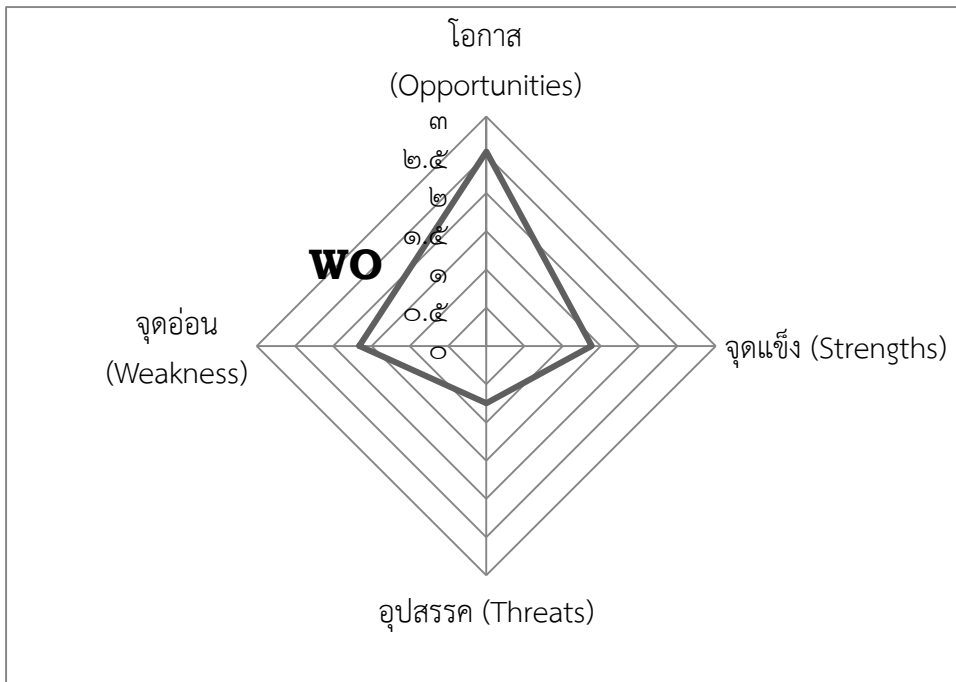 โอกาส
(Opportunities)
๓
๒.๕
๒
๑.๕
๑
๐.๕
๐
WO
จุดอ่อน
(Weakness)
จุดแข็ง (Strengths)
อุปสรรค (Threats)